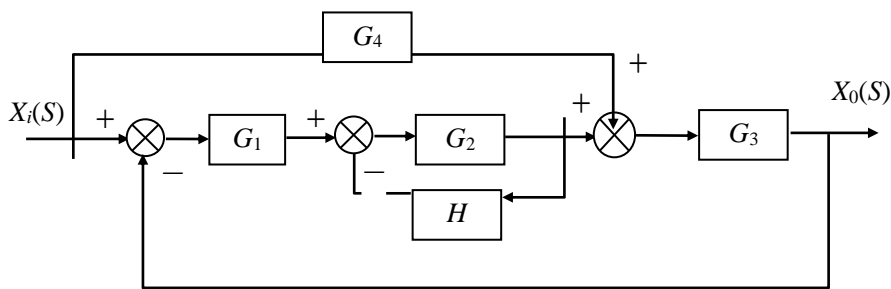 G4
+
Xi(S)
+
G1
+
G2
+
G3
X0(S)
−
−
H